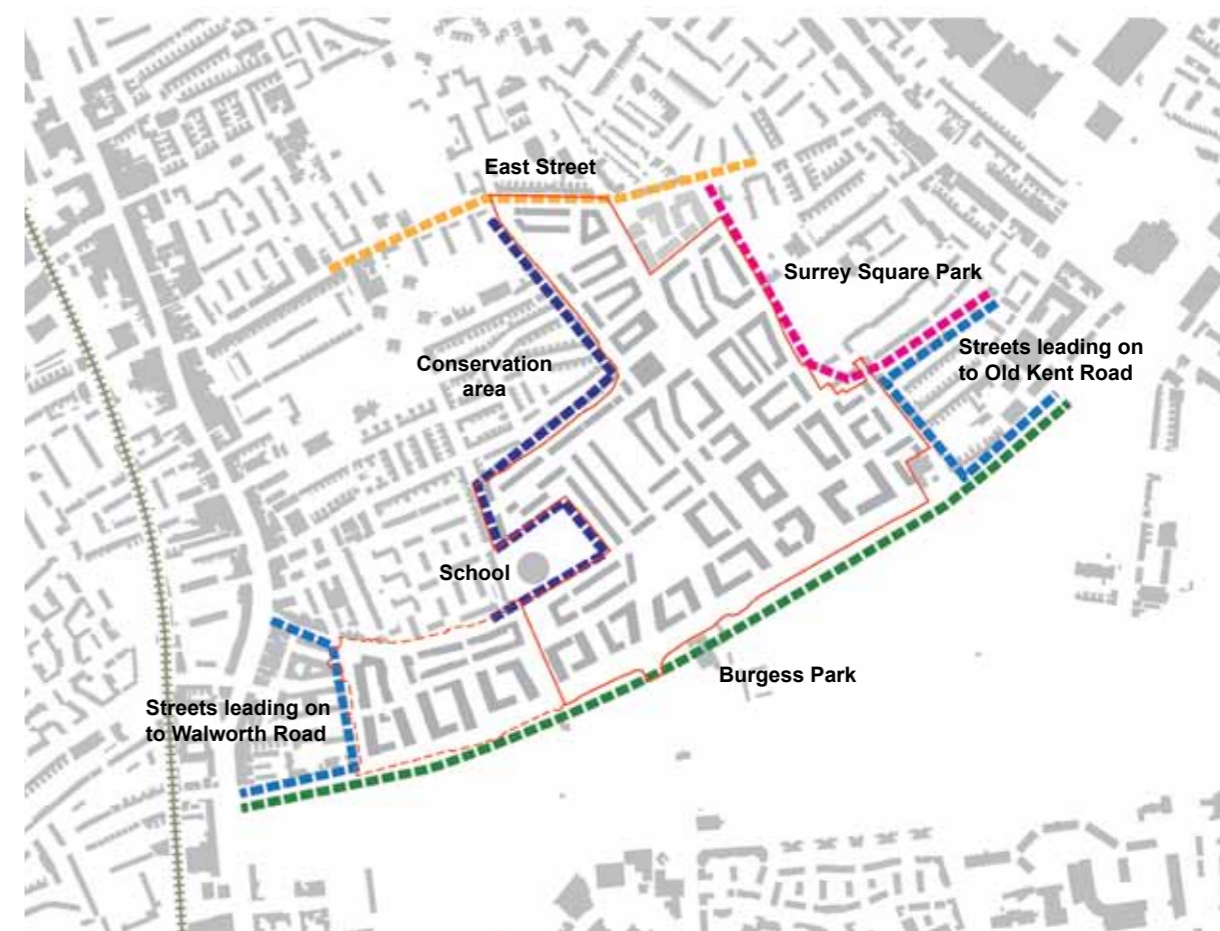 East Street
Surrey Square Park
Streets leading on
to Old Kent Road
Conservation
area
School
Burgess Park
Streets leading on
to Walworth Road